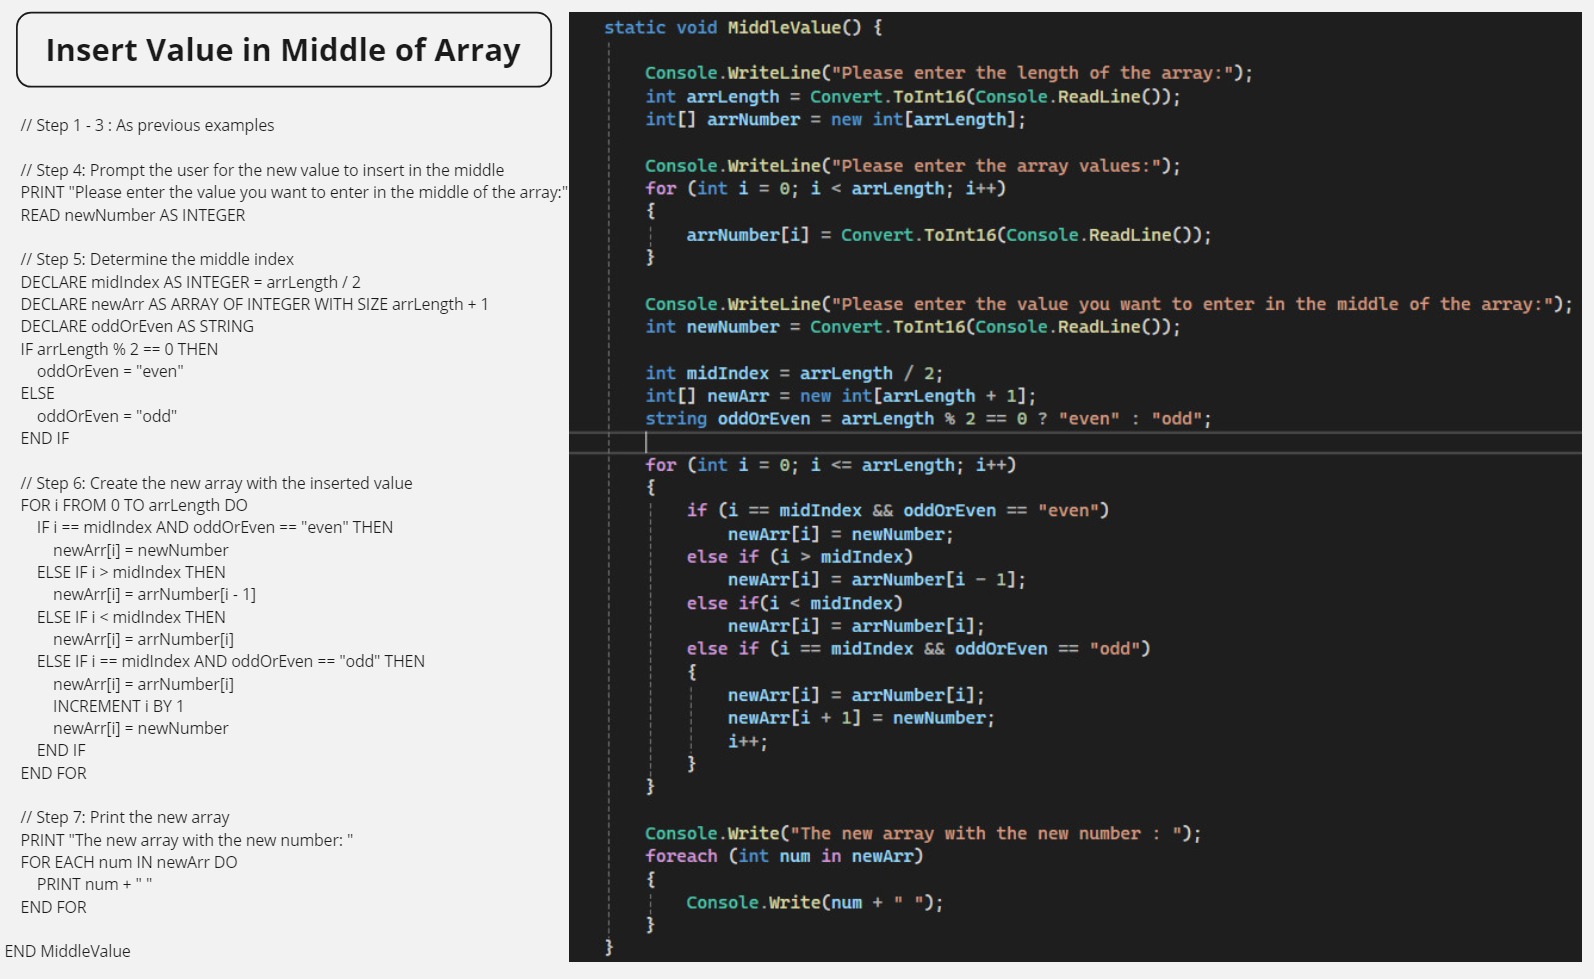 Insert Value in Middle of Array
// Step 1 - 3 : As previous examples
// Step 4: Prompt the user for the new value to insert in the middle
PRINT "Please enter the value you want to enter in the middle of the array:"
READ newNumber AS INTEGER
// Step 5: Determine the middle index
DECLARE midIndex AS INTEGER = arrLength / 2
DECLARE newArr AS ARRAY OF INTEGER WITH SIZE arrLength + 1
DECLARE oddOrEven AS STRING
IF arrLength % 2 == 0 THEN
oddOrEven = "even"
ELSE
oddOrEven = "odd"
END IF
// Step 6: Create the new array with the inserted value
FOR i FROM 0 TO arrLength DO
IF i == midIndex AND oddOrEven == "even" THEN
newArr[i] = newNumber
ELSE IF i > midIndex THEN
newArr[i] = arrNumber[i - 1]
ELSE IF i < midIndex THEN
newArr[i] = arrNumber[i]
ELSE IF i == midIndex AND oddOrEven == "odd" THEN
newArr[i] = arrNumber[i]
INCREMENT i BY 1
newArr[i] = newNumber
END IF
END FOR
// Step 7: Print the new array
PRINT "The new array with the new number: "
FOR EACH num IN newArr DO
PRINT num + " "
END FOR
END MiddleValue
static void MiddleValue() {
Console.WriteLine("Please enter the length of the array:");
int arrLength = Convert.ToInt16(Console.ReadLine());
int[] arrNumber = new int[arrLength];
Console.WriteLine("Please enter the array values:");
for (int i = 0; i < arrLength; i++)
{
arrNumber[i] = Convert.ToInt16(Console.ReadLine());
}
Console.WriteLine("Please enter the value you want to enter in the middle of the array:");
int newNumber = Convert.ToInt16(Console.ReadLine());
int midIndex = arrLength / 2;
int[] newArr = new int[arrLength + 1];
string oddOrEven = arrLength % 2 == 0 ? "even" : "odd";
for (int i = 0; i <= arrLength; i++)
{
if (i == midIndex && oddOrEven == "even")
newArr[i] = newNumber;
else if (i > midIndex)
newArr[i] = arrNumber[i - 1];
else if(i < midIndex)
newArr[i] = arrNumber[i];
else if (i == midIndex && oddOrEven == "odd")
{
newArr[i] = arrNumber[i];
newArr[i + 1] = newNumber;
i++;
}
}
Console.Write("The new array with the new number : ");
foreach (int num in newArr)
{
Console.Write(num + " ");
}
}